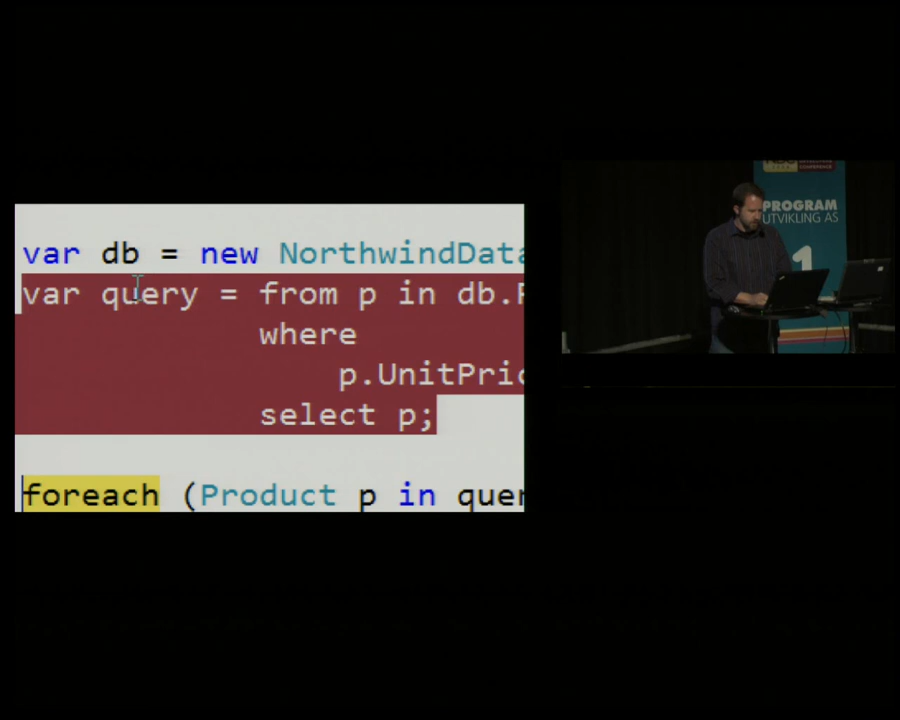 var db = new NorthwindData
var query = from p in db.
where
p.UnitPric
select p;
foreach (Product p in quer
PROGRAM
UTVIKLING AS
1